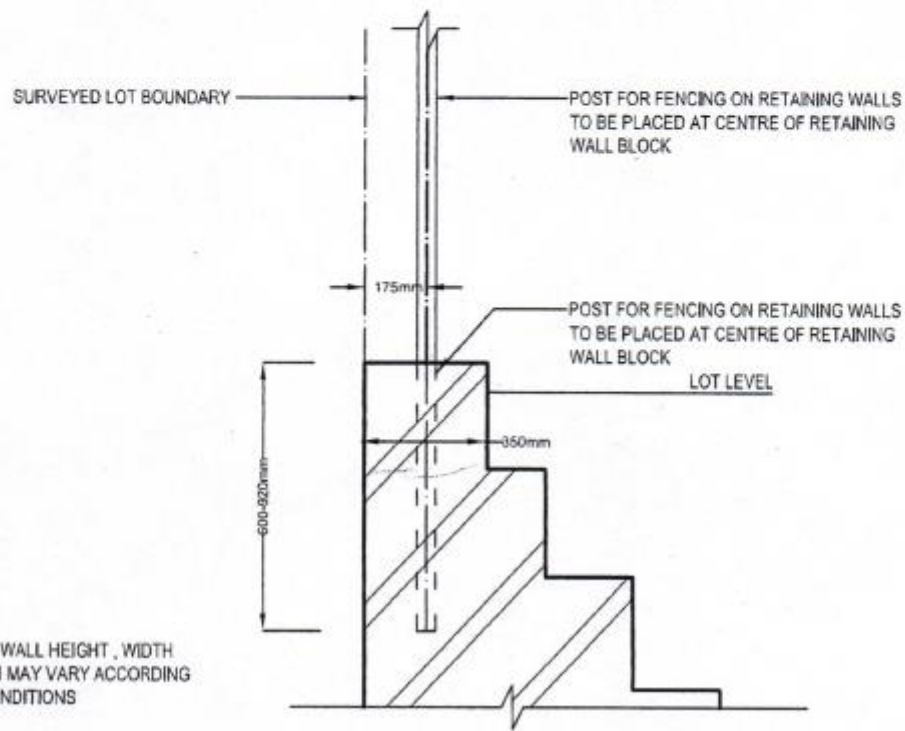 SURVEYED LOT BOUNDARY
POST FOR FENCING ON RETAINING WALLS
TO BE PLACED AT CENTRE OF RETAINING
WALL BLOCK
175mm
POST FOR FENCING ON RETAINING WALLS
TO BE PLACED AT CENTRE OF RETAINING
WALL BLOCK
LOT LEVEL
350mm
600-920mm
WALL HEIGHT , WIDTH
MAY VARY ACCORDING
NDITIONS